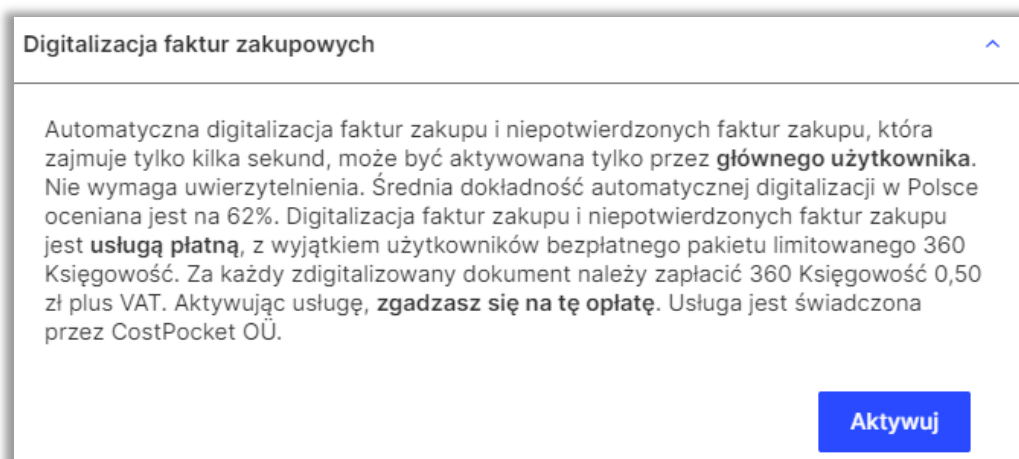 Digitalizacja faktur zakupowych
Automatyczna digitalizacja faktur zakupu i niepotwierdzonych faktur zakupu, która
zajmuje tylko kilka sekund, może być aktywowana tylko przez głównego użytkownika.
Nie wymaga uwierzytelnienia. Średnia dokładność automatycznej digitalizacji w Polsce
oceniana jest na 62%. Digitalizacja faktur zakupu i niepotwierdzonych faktur zakupu
jest usługą płatną, z wyjątkiem użytkowników bezpłatnego pakietu limitowanego 360
Księgowość. Za każdy zdigitalizowany dokument należy zapłacić 360 Księgowość 0,50
zł plus VAT. Aktywując usługę, zgadzasz się na tę opłatę. Usługa jest świadczona
przez CostPocket OÜ.
Aktywuj